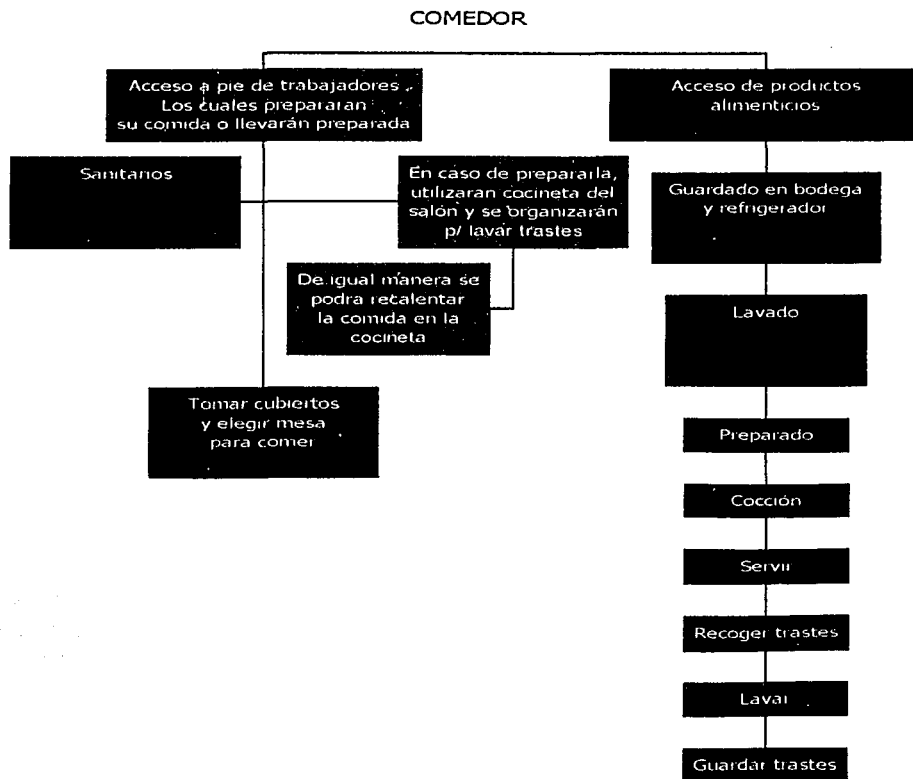 COMEDOR
Acceso a pie de trabajadores.
Los cuales prepararan
su comida o llevarán preparada
Acceso de productos
alimenticios
Sanitarios
En caso de prepararla,
utilizaran cocineta del
salón y se organizarán
p/ lavar trastes
Guardado en bodega
y refrigerador
De igual manera se
podra recalentar
la comida en la
cocineta
Lavado
Tomar cubiertos
y elegir mesa
para comer
Preparado
Cocción
Servir
Recoger trastes
Lavar
Guardar trastes